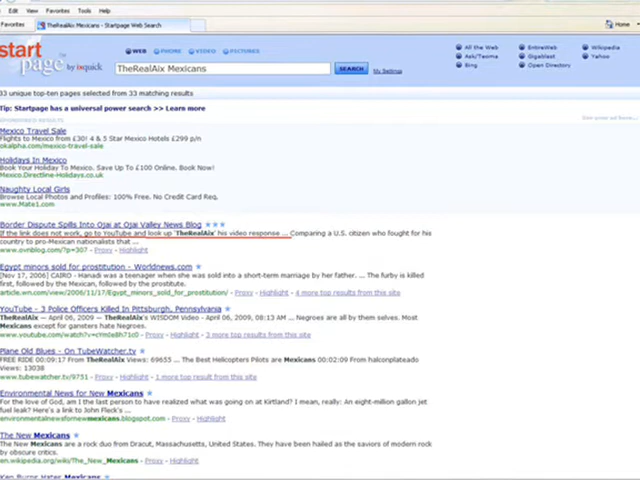 Edit View Favorites Tools Help
Favorites TheRealAix Mexicans - Startpage Web Search Home
start page by ixquick
WEB PHONE VIDEO PICTURES
TheRealAix Mexicans SEARCH My Settings
All the Web EntireWeb Wikipedia
Ask/Teoma Gigablast Yahoo
Bing Open Directory
33 unique top-ten pages selected from 33 matching results
Tip: Startpage has a universal power search >> Learn more
SPONSORED RESULTS
Mexico Travel Sale
Flights to Mexico from £30! 4 & 5 Star Mexico Hotels £299 p/n
okalpha.com/mexico-travel-sale
Holidays In Mexico
Book Your Holiday To Mexico. Save Up To £100 Online. Book Now!
Mexico.Directline-Holidays.co.uk
Naughty Local Girls
Browse Local Photos and Profiles: 100% Free. No Credit Card Req.
www.Mate1.com
Border Dispute Spills Into Ojai at Ojai Valley News Blog
If the link does not work, go to YouTube and look up 'TheRealAix' his video response ... Comparing a U.S. citizen who fought for his
country to pro-Mexican nationalists that ...
www.ovnblog.com/?p=307 - Proxy - Highlight
Egypt minors sold for prostitution - Worldnews.com
[Nov 17, 2006] CAIRO - Hanadi was a teenager when she was sold into a short-term marriage by her father. ... The furby is killed
first, followed by the Mexican, followed by the prostitute.
article.wn.com/view/2006/11/17/Egypt_minors_sold_for_prostitution/ - Proxy - Highlight - 4 more top results from this site
YouTube - 3 Police Officers Killed In Pittsburgh, Pennsylvania
TheRealAix — April 06, 2009 — TheRealAix's WISDOM Video - April 06, 2009, 08:13 AM ... Negroes are all by them selves. Most
Mexicans except for gansters hate Negroes.
www.youtube.com/watch?v=cYn0e8h71c0 - Proxy - Highlight - 3 more top results from this site
Plane Old Blues - On TubeWatcher.tv
FREE RIDE 00:09:17 From TheRealAix Views: 69655 ... The Best Helicopters Pilots are Mexicans 00:02:09 From halconplateado
Views: 13038
www.tubewatcher.tv/9751 - Proxy - Highlight - 1 more top result from this site
Environmental News for New Mexicans
For the love of God, am I the last person to have realized what was going on at Kirtland? I mean, really: An eight-million gallon jet
fuel leak? Here's a link to John Fleck's ...
environmentalnewsfornewmexicans.blogspot.com - Proxy - Highlight
The New Mexicans
The New Mexicans are a rock duo from Dracut, Massachusetts, United States. They have been hailed as the saviors of modern rock
by obscure critics.
en.wikipedia.org/wiki/The_New_Mexicans - Proxy - Highlight
Ken Burns Hates Mexicans